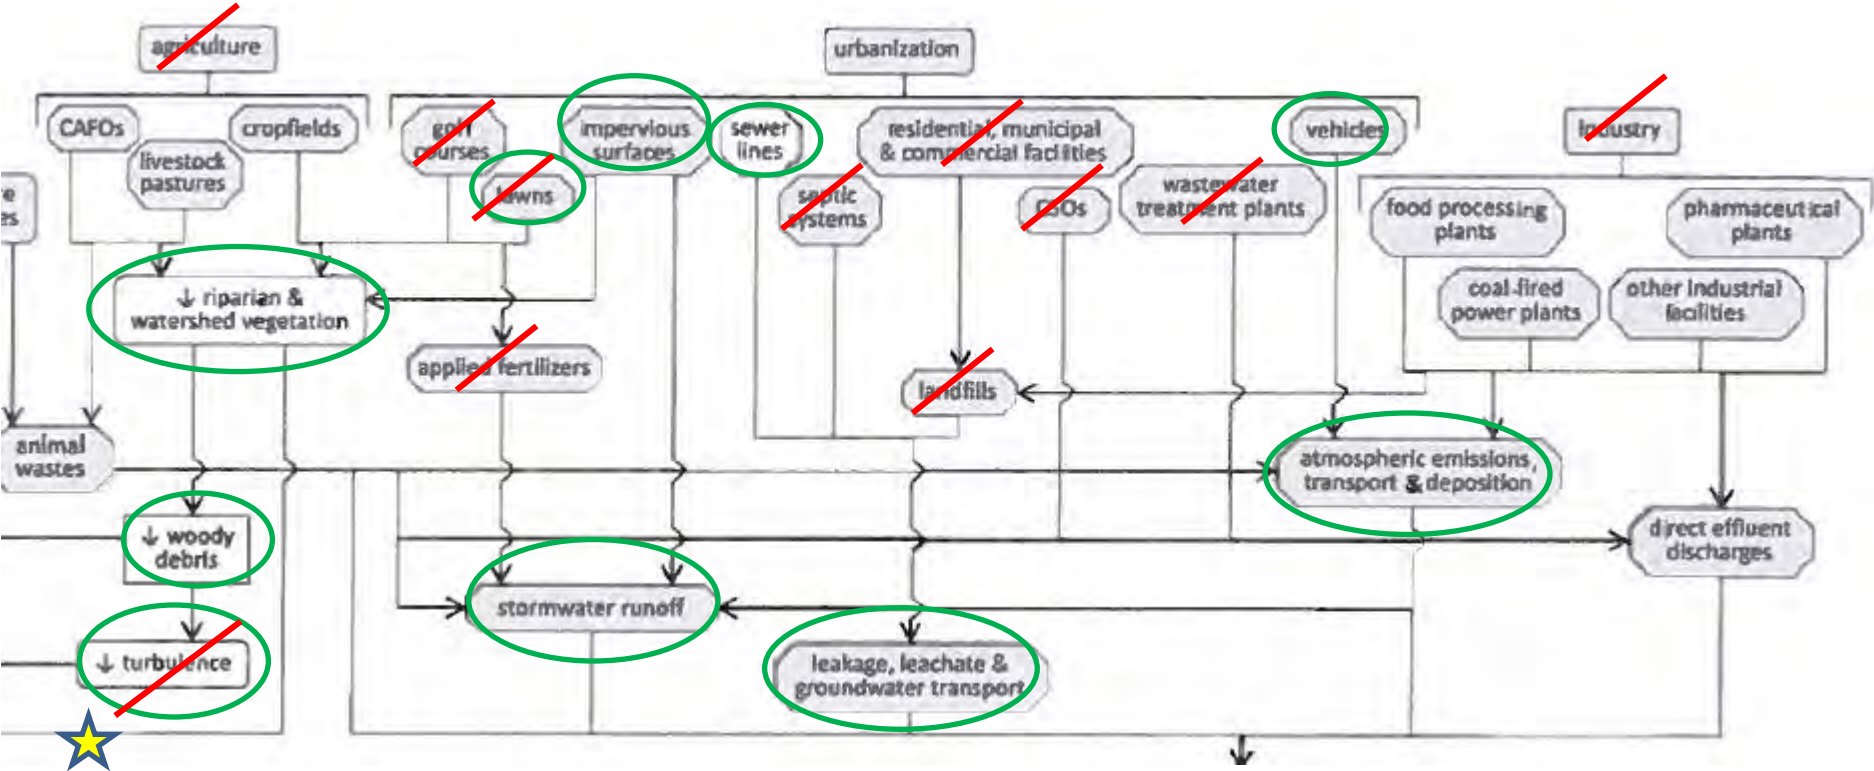 agriculture
urbanization
CAFOs
cropfields
golf
courses
impervious
surfaces
sewer
lines
residential, municipal
& commercial facilities
vehicles
industry
livestock
pastures
lawns
septic
systems
CSOs
wastewater
treatment plants
food processing
plants
pharmaceutical
plants
↓ riparian &
watershed vegetation
coal-fired
power plants
other industrial
facilities
applied fertilizers
landfills
animal
wastes
atmospheric emissions,
transport & deposition
↓ woody
debris
direct effluent
discharges
stormwater runoff
↓ turbulence
leakage, leachate &
groundwater transport